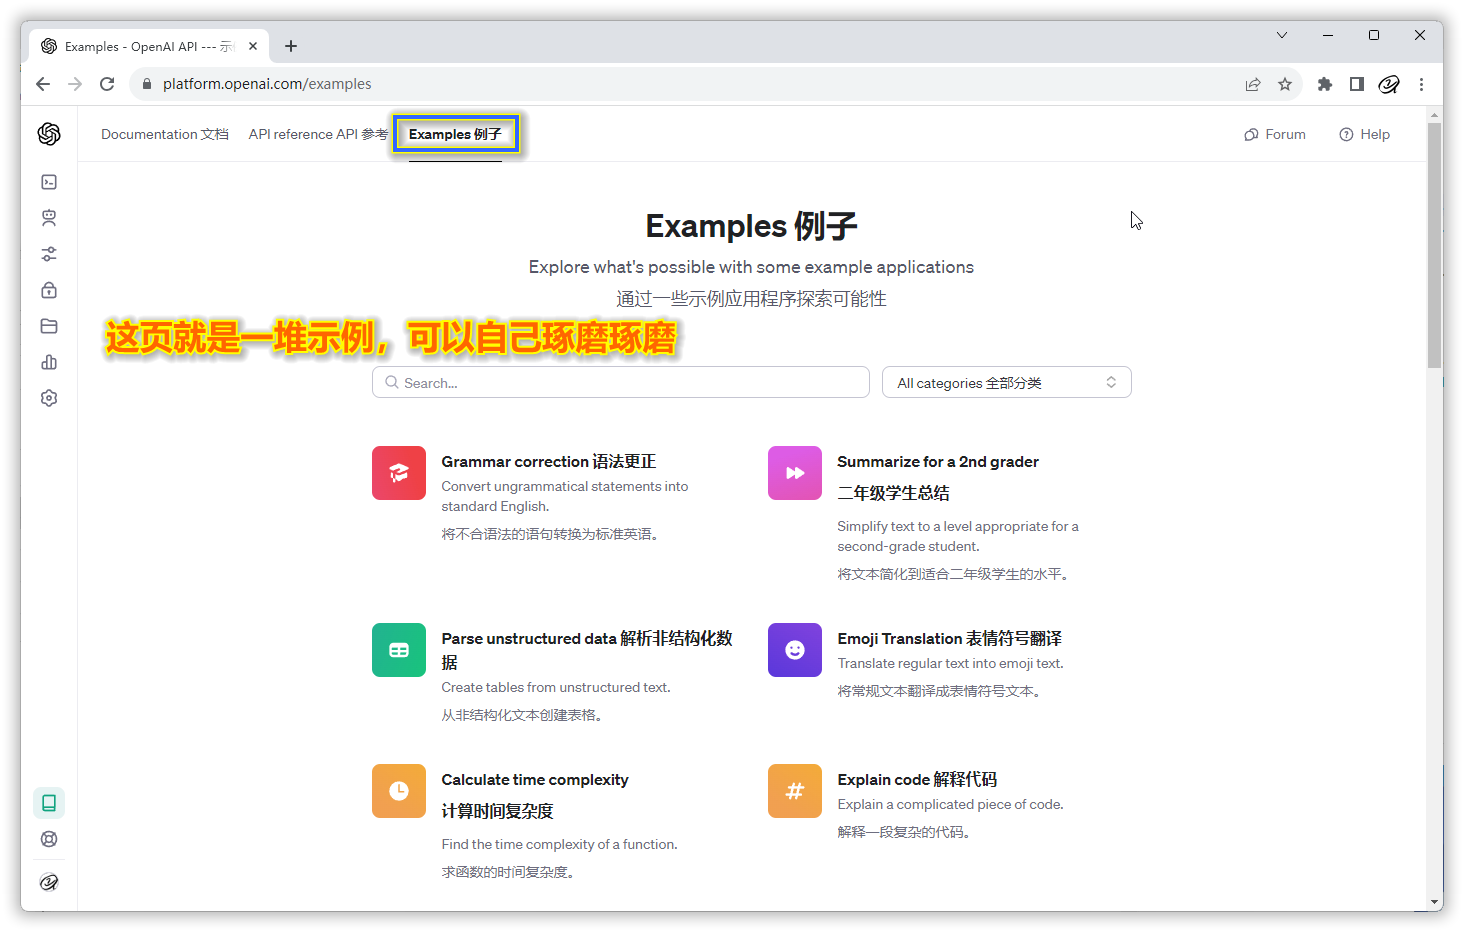 Examples - OpenAI API --- 示
platform.openai.com/examples
Documentation 文档 API reference API 参考 Examples 例子 Forum Help
Examples 例子
Explore what's possible with some example applications
通过一些示例应用程序探索可能性
这页就是一堆示例，可以自己琢磨琢磨
Search... All categories 全部分类
Grammar correction 语法更正
Convert ungrammatical statements into
standard English.
将不合语法的语句转换为标准英语。
Summarize for a 2nd grader
二年级学生总结
Simplify text to a level appropriate for a
second-grade student.
将文本简化到适合二年级学生的水平。
Parse unstructured data 解析非结构化数
据
Create tables from unstructured text.
从非结构化文本创建表格。
Emoji Translation 表情符号翻译
Translate regular text into emoji text.
将常规文本翻译成表情符号文本。
Calculate time complexity
计算时间复杂度
Find the time complexity of a function.
求函数的时间复杂度。
Explain code 解释代码
Explain a complicated piece of code.
解释一段复杂的代码。